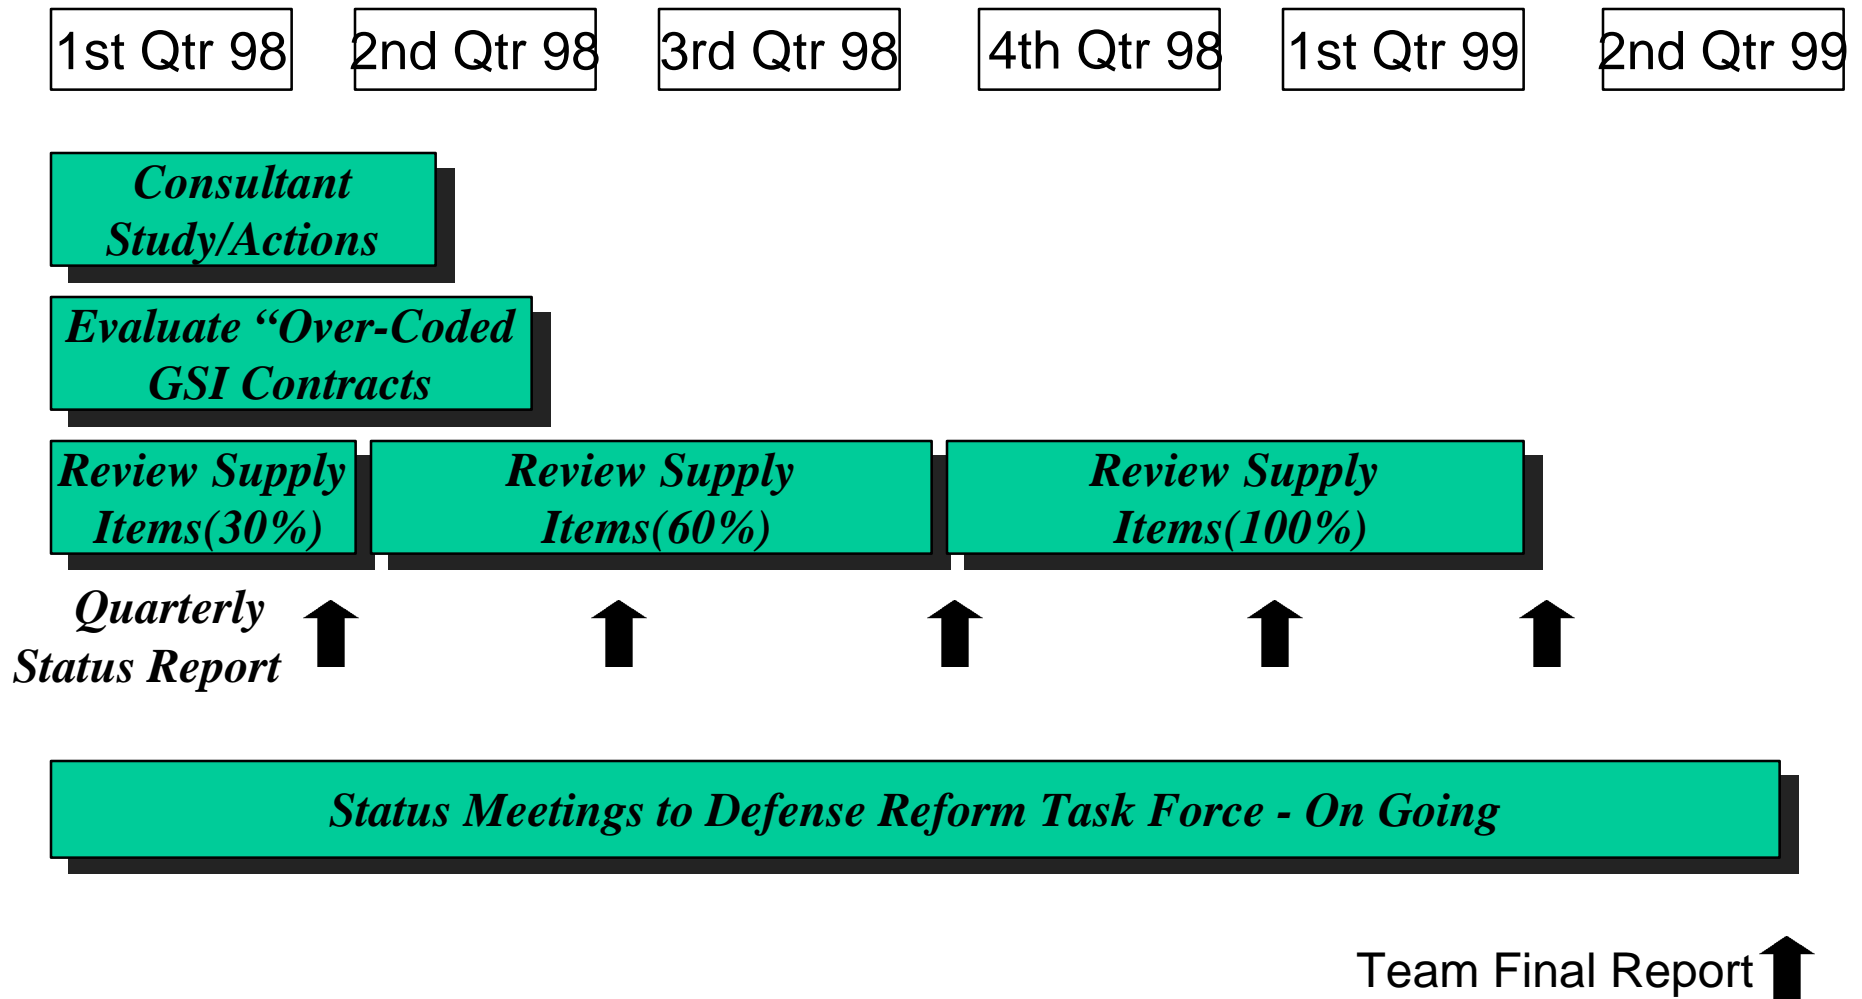 1st Qtr 98
2nd Qtr 98
3rd Qtr 98
4th Qtr 98
1st Qtr 99
2nd Qtr 99
Consultant
Study/Actions
Evaluate “Over-Coded
GSI Contracts
Review Supply
Items(30%)
Review Supply
Items(60%)
Review Supply
Items(100%)
Quarterly
Status Report
Status Meetings to Defense Reform Task Force - On Going
Team Final Report